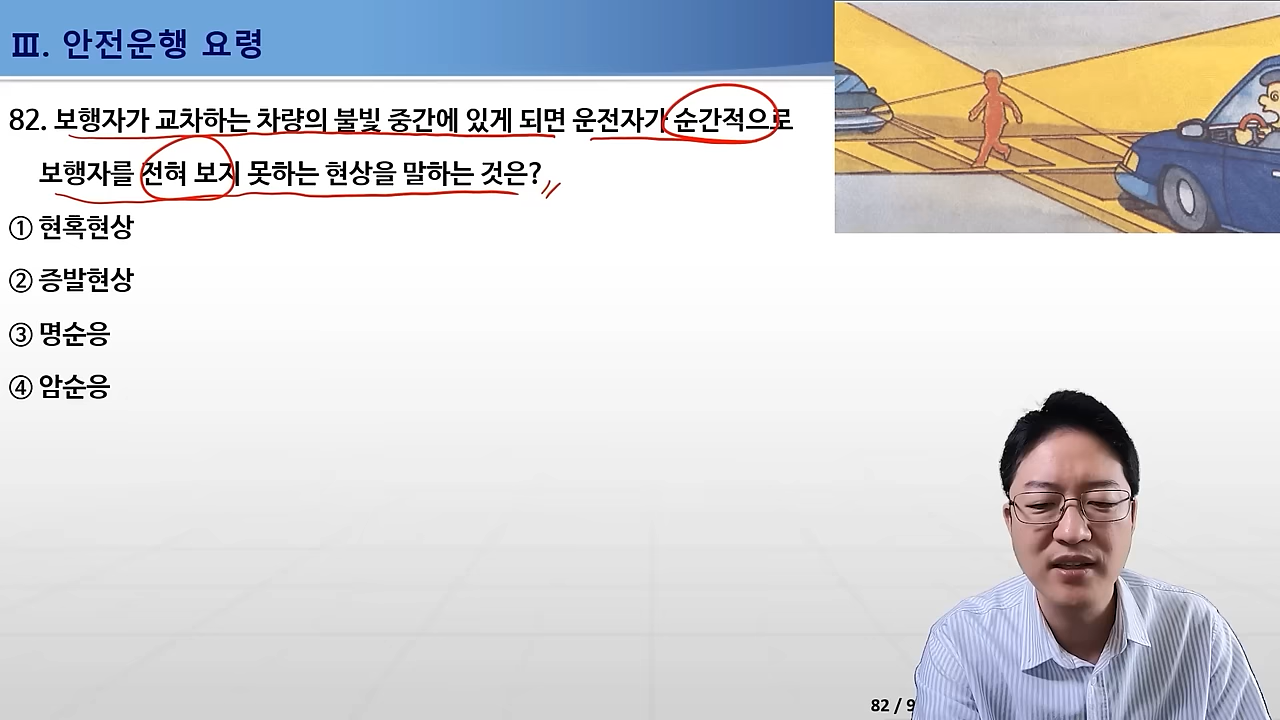 Ⅲ. 안전운행 요령
82. 보행자가 교차하는 차량의 불빛 중간에 있게 되면 운전자가 순간적으로
보행자를 전혀 보지 못하는 현상을 말하는 것은?
① 현혹현상
② 증발현상
③ 명순응
④ 암순응
82 / 9